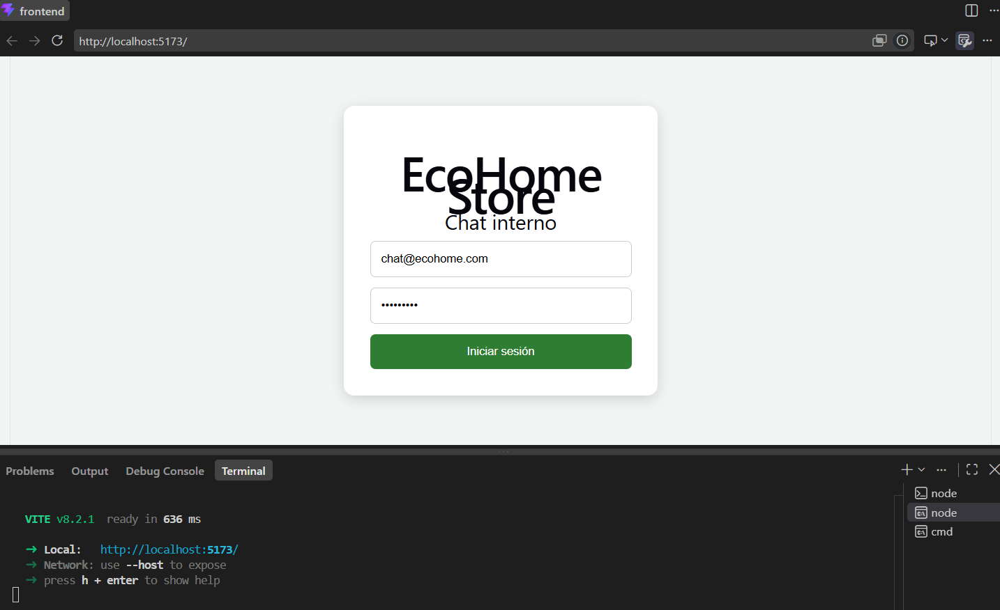 frontend
http://localhost:5173/
EcoHome
Store
Chat interno
chat@ecohome.com
•••••••••
Iniciar sesión
Problems Output Debug Console Terminal
node
node
cmd
VITE v8.2.1 ready in 636 ms
➜ Local: http://localhost:5173/
➜ Network: use --host to expose
➜ press h + enter to show help